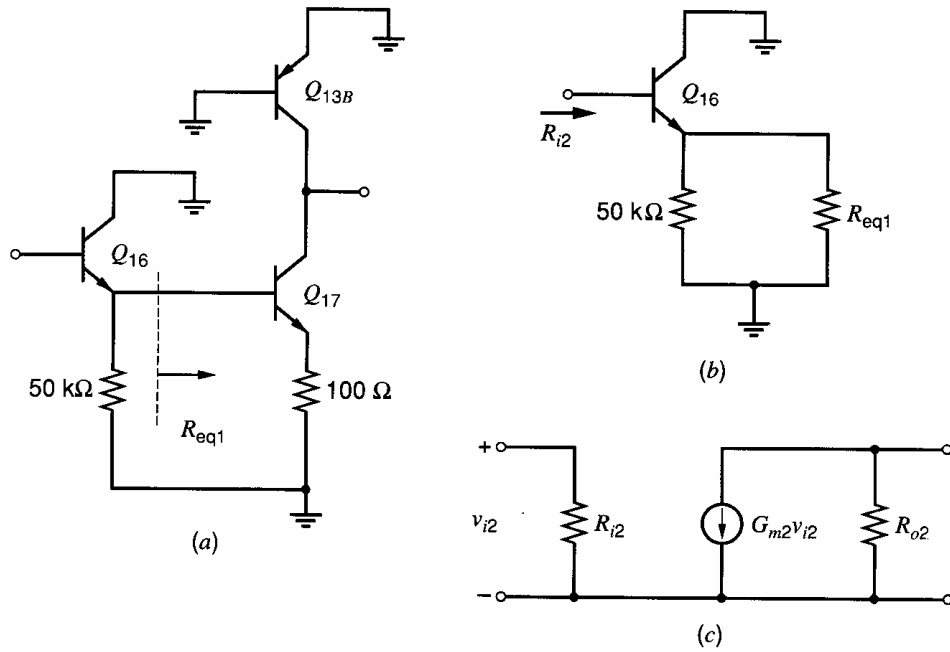 Q13B
Q16
Q17
50 kΩ
100 Ω
Req1
(a)
Q16
Ri2
50 kΩ
Req1
(b)
+
vi2
−
Ri2
Gm2vi2
Ro2
(c)